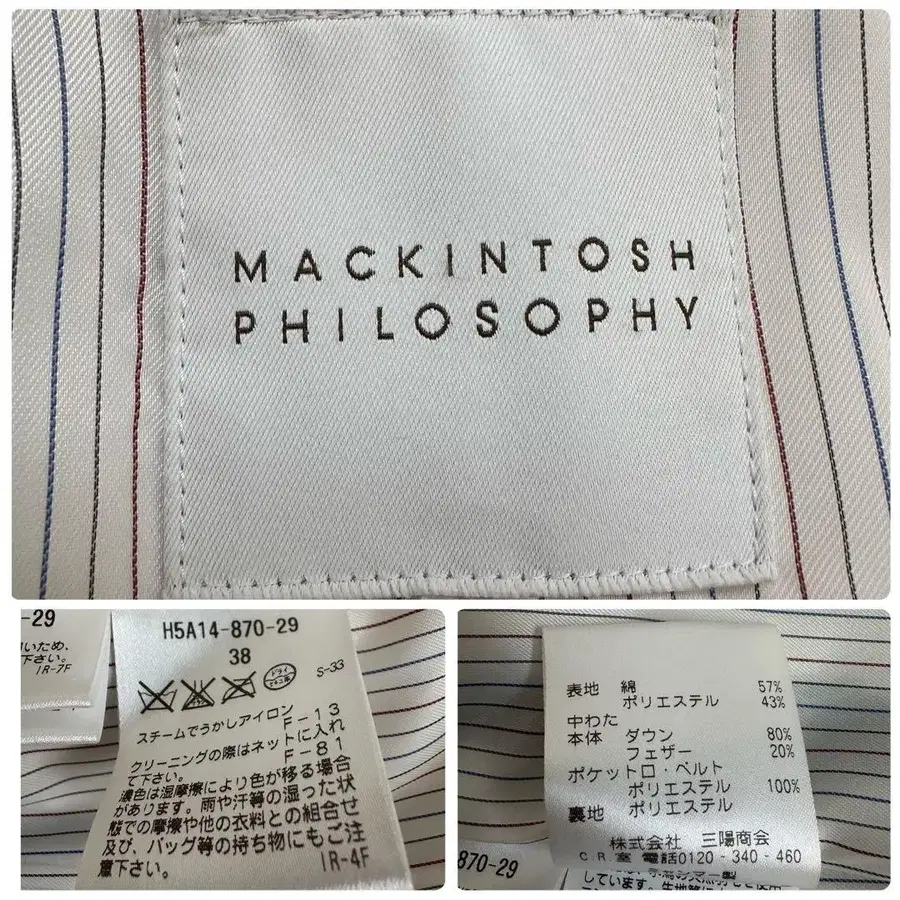 MACKINTOSH
PHILOSOPHY
-29
下さい。
IR-7F
H5A14-870-29
38
ドライ
S-33
スチームでうかしアイロン
F-13
クリーニングの際はネットに入れ
F-81
て下さい。
濃色は湿摩擦により色が移る場合
があります。雨や汗等の湿った状
態での摩擦や他の衣料との組合せ
及び、バッグ等の持ち物にもご注
意下さい。
IR-4F
表地 綿 57%
ポリエステル 43%
中わた
本体 ダウン 80%
フェザー 20%
ポケット口・ベルト
ポリエステル 100%
裏地 ポリエステル
株式会社 三陽商会
C.R室 電話0120-340-460
870-29